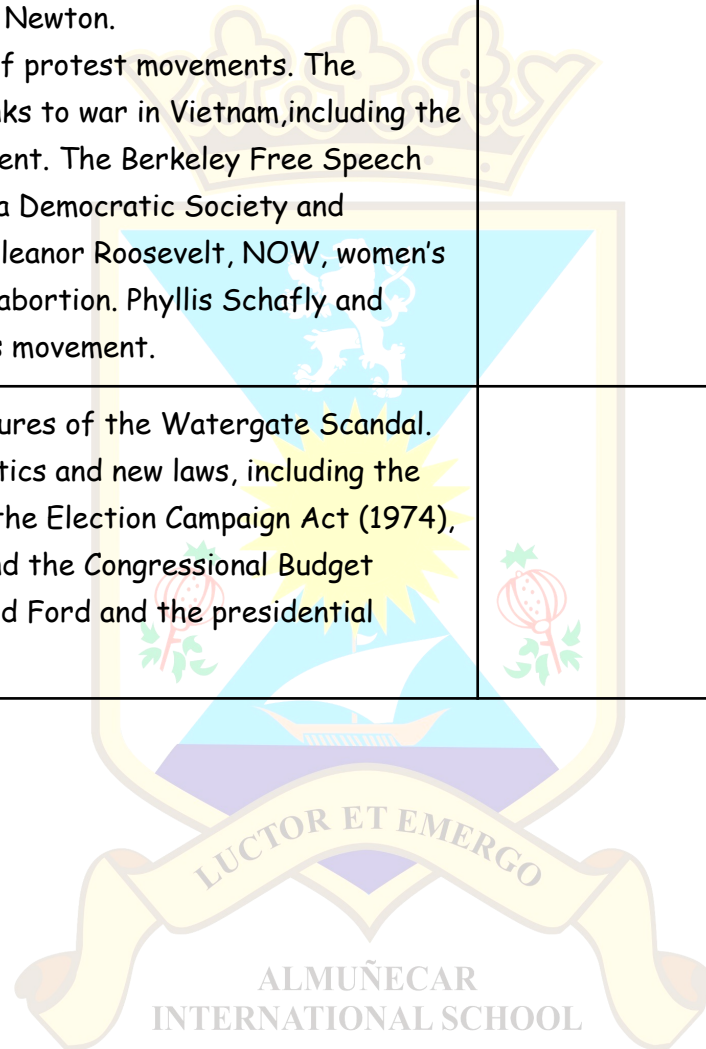 Newton.
f protest movements. The
ks to war in Vietnam,including the
ent. The Berkeley Free Speech
a Democratic Society and
leanor Roosevelt, NOW, women's
abortion. Phyllis Schafly and
s movement.
ures of the Watergate Scandal.
tics and new laws, including the
the Election Campaign Act (1974),
d the Congressional Budget
d Ford and the presidential
LUCTOR ET EMERGO
ALMUÑECAR
INTERNATIONAL SCHOOL